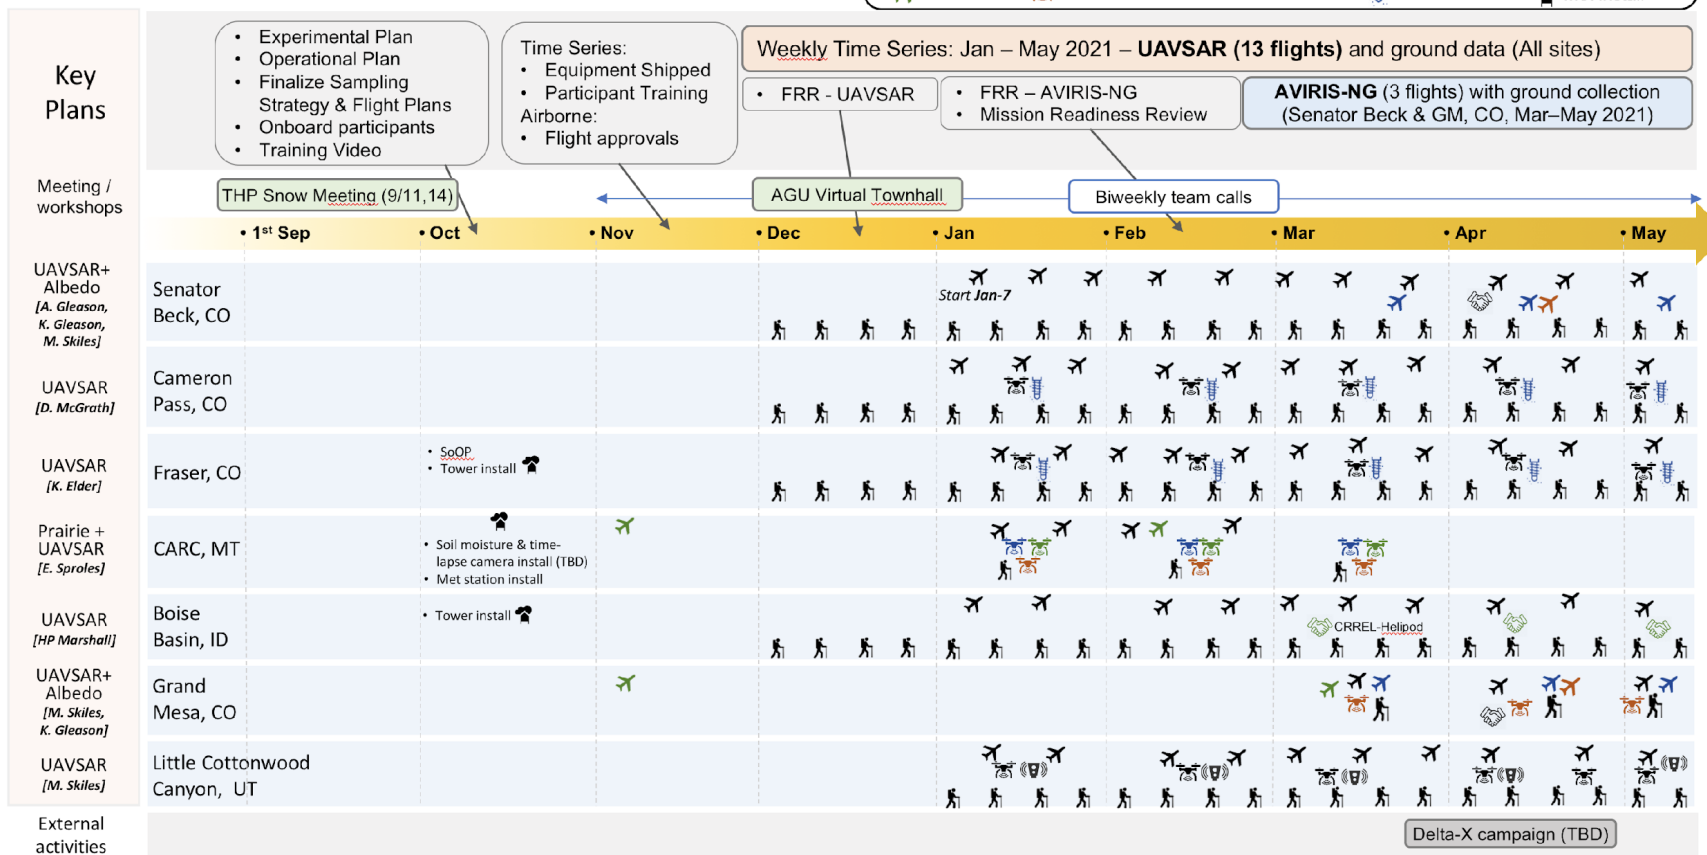 • Experimental Plan
• Operational Plan
• Finalize Sampling
Strategy & Flight Plans
• Onboard participants
• Training Video
Time Series:
• Equipment Shipped
• Participant Training
Airborne:
• Flight approvals
Weekly Time Series: Jan – May 2021 – UAVSAR (13 flights) and ground data (All sites)
• FRR - UAVSAR
• FRR – AVIRIS-NG
• Mission Readiness Review
AVIRIS-NG (3 flights) with ground collection
(Senator Beck & GM, CO, Mar–May 2021)
Key
Plans
Meeting /
workshops
THP Snow Meeting (9/11,14)
AGU Virtual Townhall
Biweekly team calls
• 1st Sep
• Oct
• Nov
• Dec
• Jan
• Feb
• Mar
• Apr
• May
UAVSAR+
Albedo
[A. Gleason,
K. Gleason,
M. Skiles]
Senator
Beck, CO
Start Jan-7
UAVSAR
[D. McGrath]
Cameron
Pass, CO
UAVSAR
[K. Elder]
Fraser, CO
• SoOP
• Tower install
Prairie +
UAVSAR
[E. Sproles]
CARC, MT
• Soil moisture & time-
lapse camera install (TBD)
• Met station install
UAVSAR
[HP Marshall]
Boise
Basin, ID
• Tower install
CRREL-Helipod
UAVSAR+
Albedo
[M. Skiles,
K. Gleason]
Grand
Mesa, CO
UAVSAR
[M. Skiles]
Little Cottonwood
Canyon, UT
External
activities
Delta-X campaign (TBD)